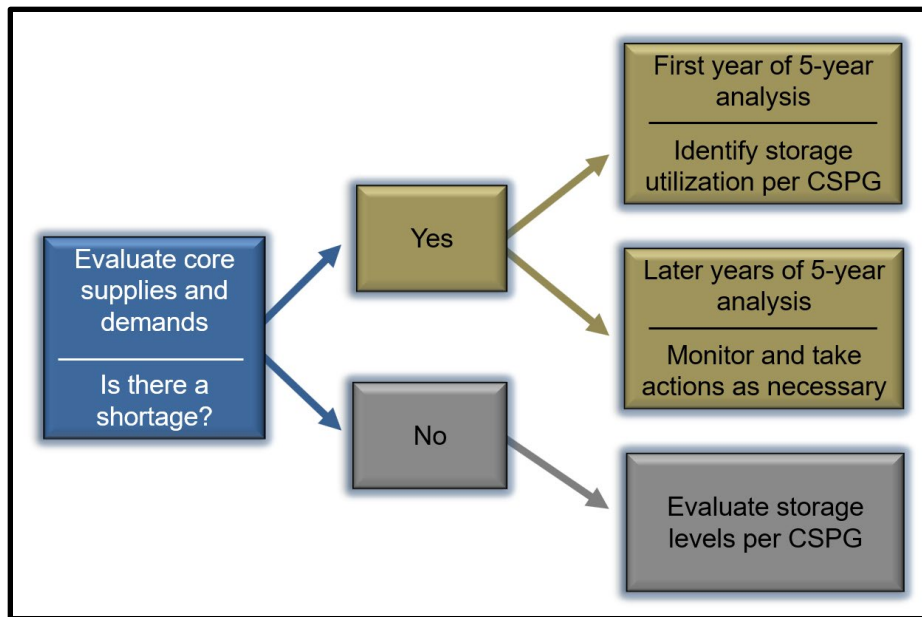 Evaluate core
supplies and
demands
Is there a
shortage?
Yes
No
First year of 5-year
analysis
Identify storage
utilization per CSPG
Later years of 5-year
analysis
Monitor and take
actions as necessary
Evaluate storage
levels per CSPG